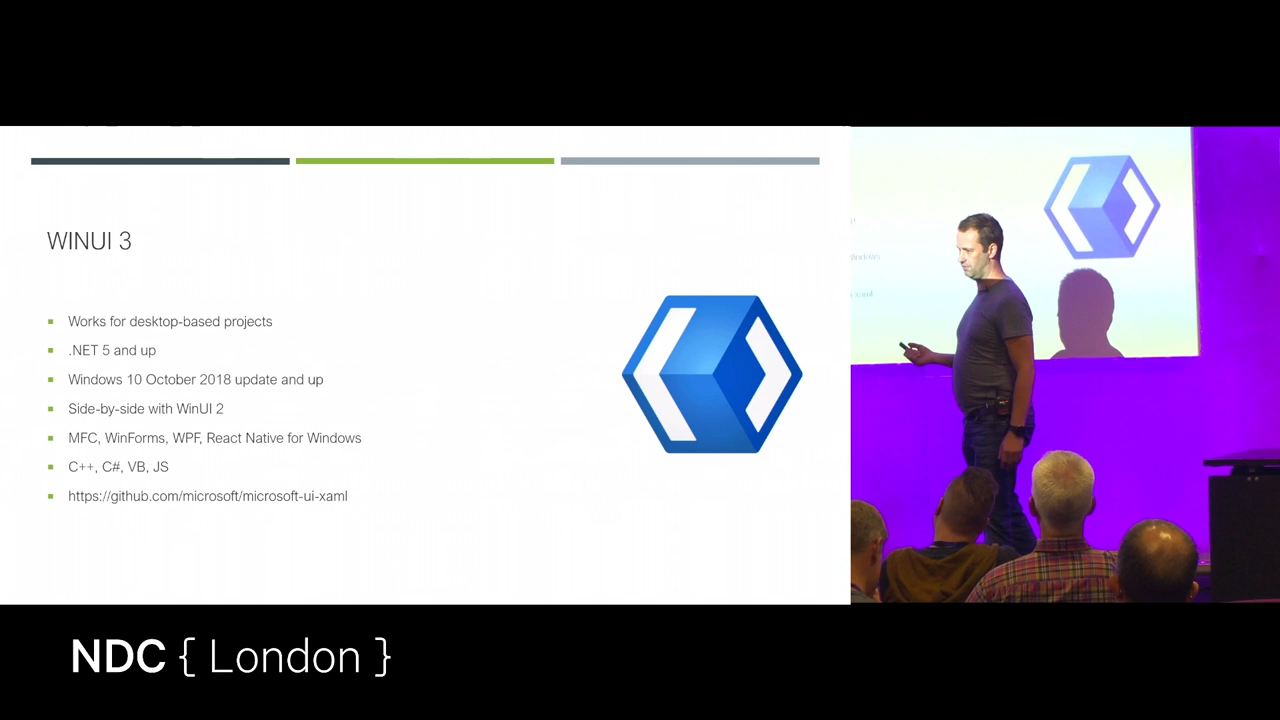 WINUI 3
Works for desktop-based projects
.NET 5 and up
Windows 10 October 2018 update and up
Side-by-side with WinUI 2
MFC, WinForms, WPF, React Native for Windows
C++, C#, VB, JS
https://github.com/microsoft/microsoft-ui-xaml
NDC { London }